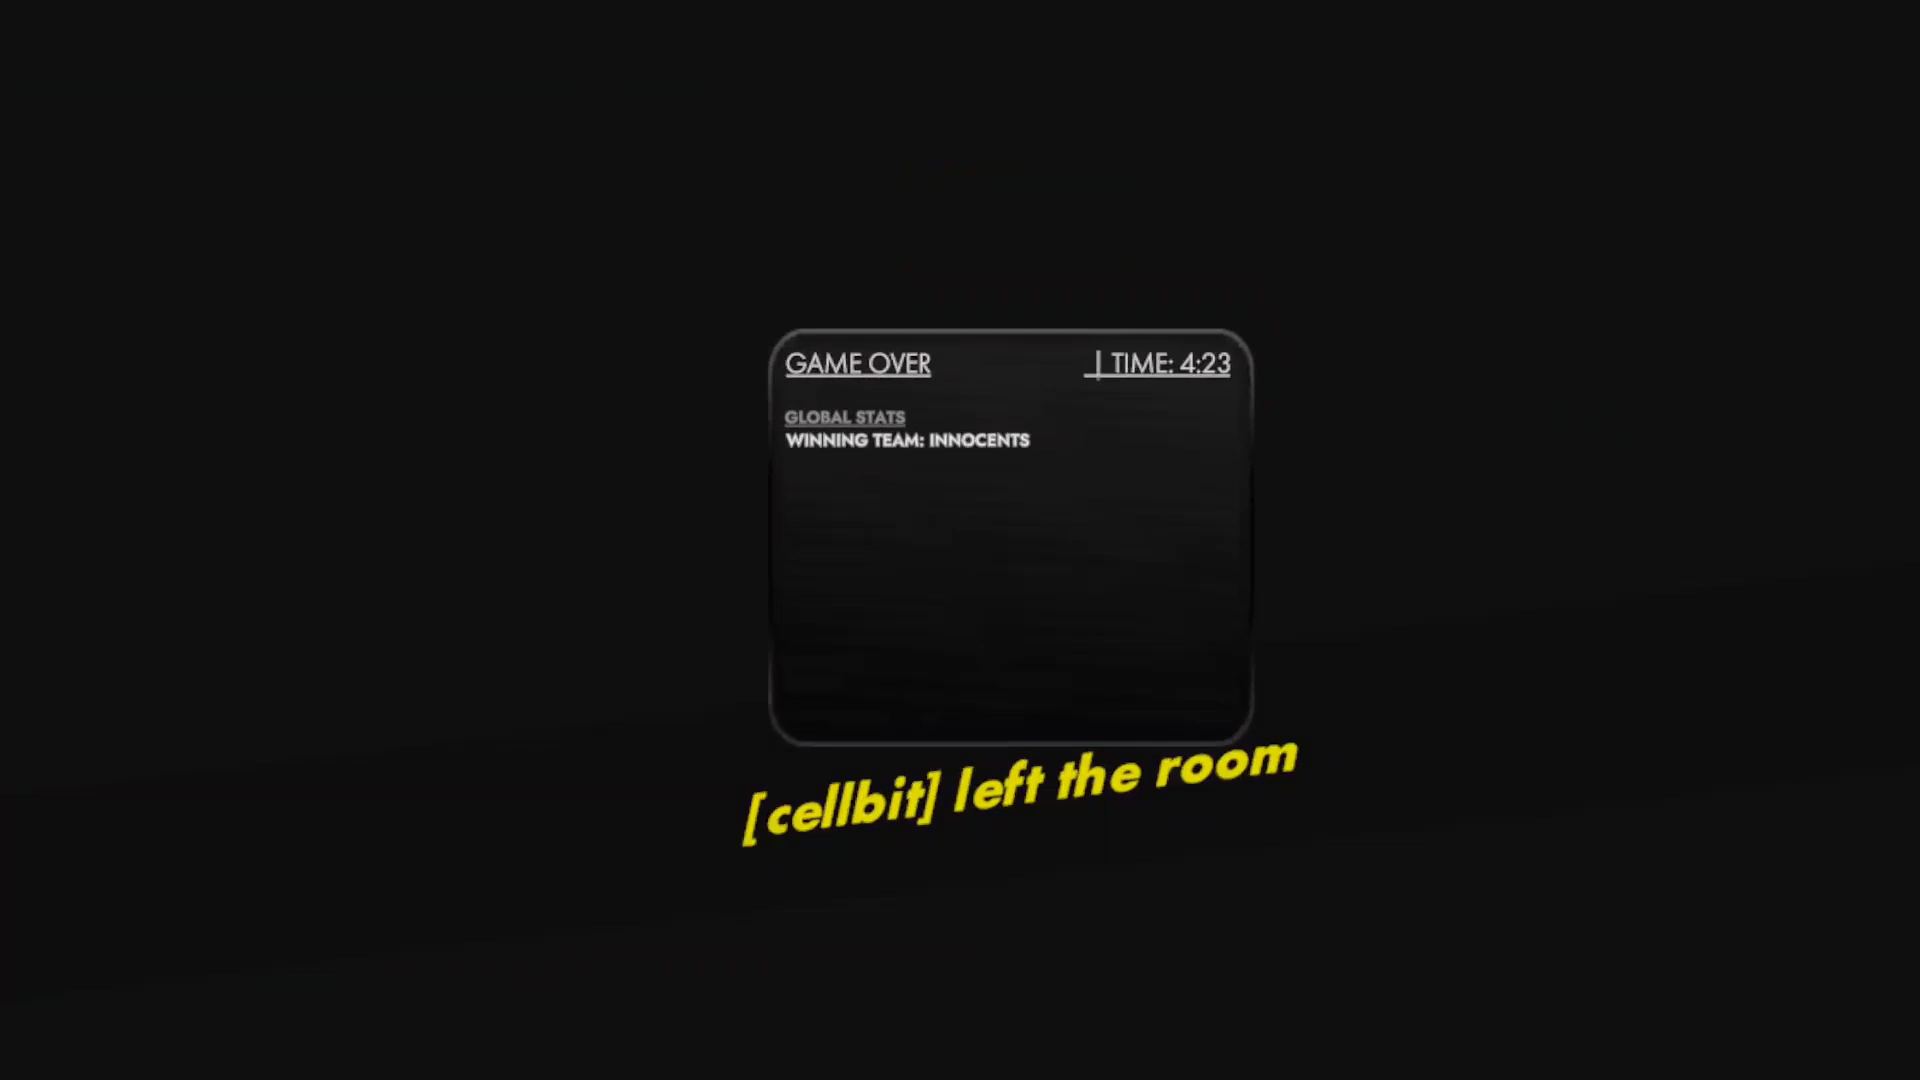 GAME OVER | TIME: 4:23
GLOBAL STATS
WINNING TEAM: INNOCENTS
[cellbit] left the room